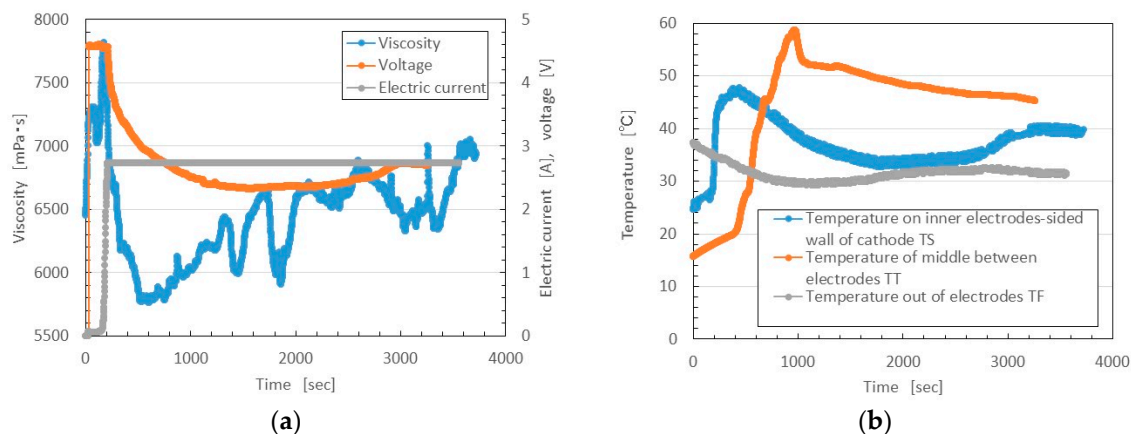 8000
7500
7000
6500
6000
5500
Viscosity [mPa・s]
5
4
3
2
1
0
Electric current [A], voltage [V]
Viscosity
Voltage
Electric current
0
1000
2000
3000
4000
Time [sec]
(a)
60
50
40
30
20
10
0
Temperature [℃]
Temperature on inner electrodes-sided
wall of cathode TS
Temperature of middle between
electrodes TT
Temperature out of electrodes TF
0
1000
2000
3000
4000
Time [sec]
(b)